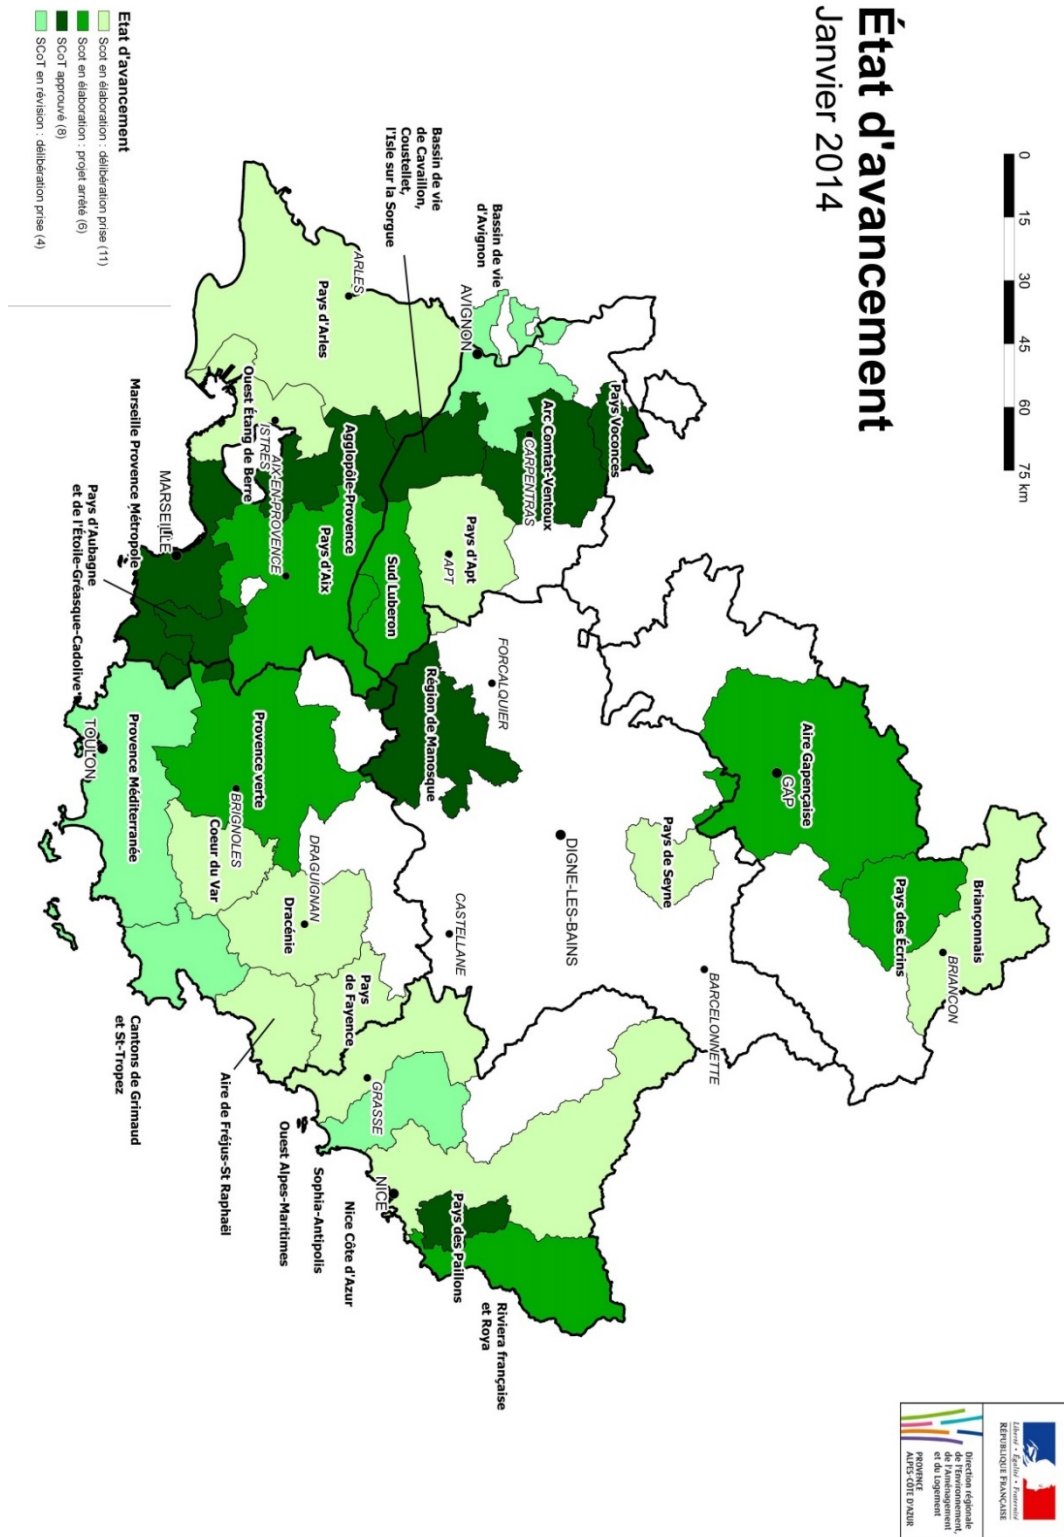 État d'avancement
Janvier 2014
0 15 30 45 60 75 km
Liberté • Égalité • Fraternité
RÉPUBLIQUE FRANÇAISE
Direction régionale
de l'Environnement,
de l'Aménagement
et du Logement
PROVENCE
ALPES-CÔTE D'AZUR
Briançonnais
BRIANCON
Pays des Écrins
Aire Gapençaise
GAP
BARCELONNETTE
Pays de Seyne
Pays Voconces
Arc Comtat-Ventoux
CARPENTRAS
DIGNE-LES-BAINS
Bassin de vie
d'Avignon
AVIGNON
FORCALQUIER
Riviera française
et Roya
Pays d'Apt
APT
CASTELLANE
Pays des Paillons
Bassin de vie
de Cavaillon,
Coustellet,
l'Isle sur la Sorgue
Région de Manosque
Sud Luberon
NICE
GRASSE
Nice Côte d'Azur
Pays
de Fayence
ARLES
Pays d'Arles
Agglopôle-Provence
Pays d'Aix
AIX-EN-PROVENCE
DRAGUIGNAN
Dracénie
Sophia-Antipolis
Ouest Alpes-Maritimes
ISTRES
Ouest Étang de Berre
Provence verte
BRIGNOLES
Coeur du Var
Aire de Fréjus-St Raphaël
MARSEILLE
Marseille Provence Métropole
Provence Méditerranée
TOULON
Cantons de Grimaud
et St-Tropez
Pays d'Aubagne
et de l'Étoile-Gréasque-Cadolive
Etat d'avancement
Scot en élaboration : délibération prise (11)
Scot en élaboration : projet arrêté (6)
SCoT approuvé (8)
SCoT en révision : délibération prise (4)